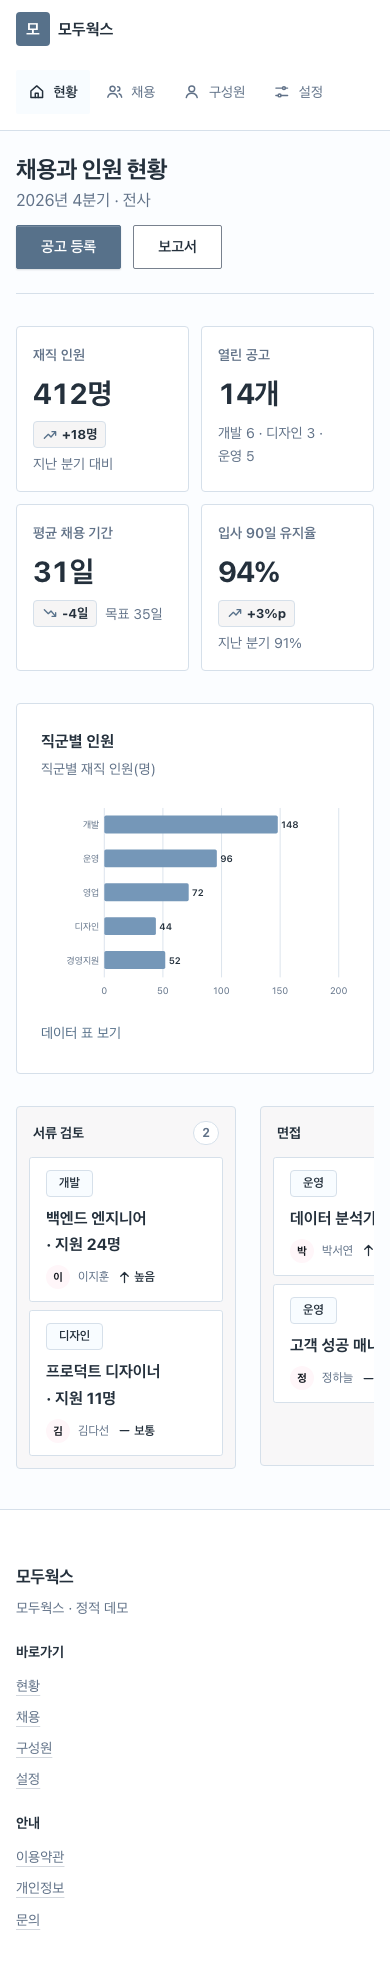 모 모두웍스
현황 채용 구성원 설정
채용과 인원 현황
2026년 4분기 · 전사
공고 등록 보고서
재직 인원
412명
+18명
지난 분기 대비
열린 공고
14개
개발 6 · 디자인 3 ·
운영 5
평균 채용 기간
31일
-4일 목표 35일
입사 90일 유지율
94%
+3%p
지난 분기 91%
직군별 인원
직군별 재직 인원(명)
개발 148
운영 96
영업 72
디자인 44
경영지원 52
0 50 100 150 200
데이터 표 보기
서류 검토 2
개발
백엔드 엔지니어
· 지원 24명
이 이지훈 ↑ 높음
디자인
프로덕트 디자이너
· 지원 11명
김 김다선 — 보통
면접
운영
데이터 분석가
박 박서연 ↑
운영
고객 성공 매니
정 정하늘 —
모두웍스
모두웍스 · 정적 데모
바로가기
현황
채용
구성원
설정
안내
이용약관
개인정보
문의